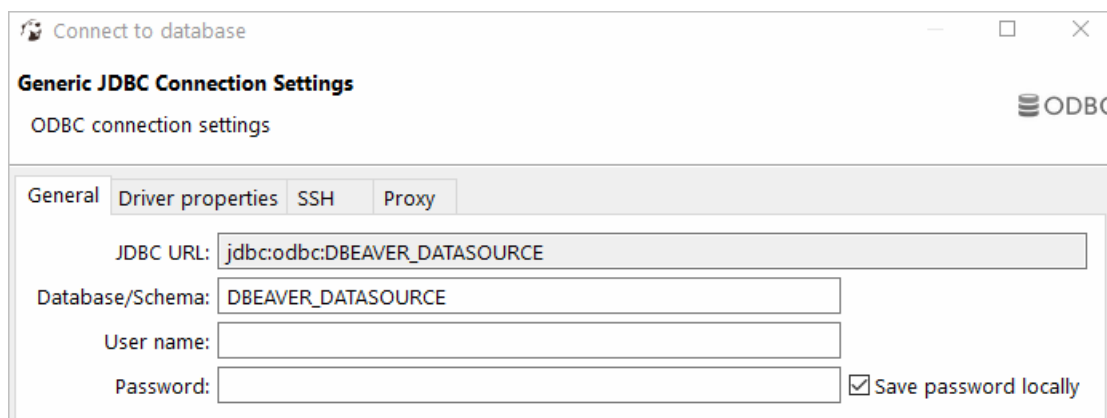 Connect to database
Generic JDBC Connection Settings
ODBC connection settings
ODBC
General Driver properties SSH Proxy
JDBC URL: jdbc:odbc:DBEAVER_DATASOURCE
Database/Schema: DBEAVER_DATASOURCE
User name:
Password: Save password locally